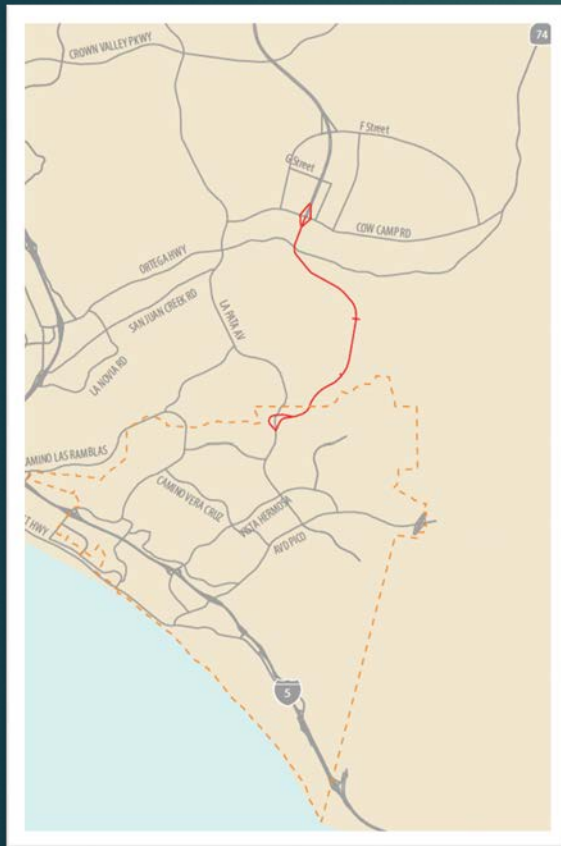 74
CROWN VALLEY PKWY
F Street
G Street
COW CAMP RD
ORTEGA HWY
SAN JUAN CREEK RD
LA PATA AV
LA NOVIA RD
CAMINO LAS RAMBLAS
CAMINO VERA CRUZ
VISTA HERMOSA
T HWY
AVD PICO
5